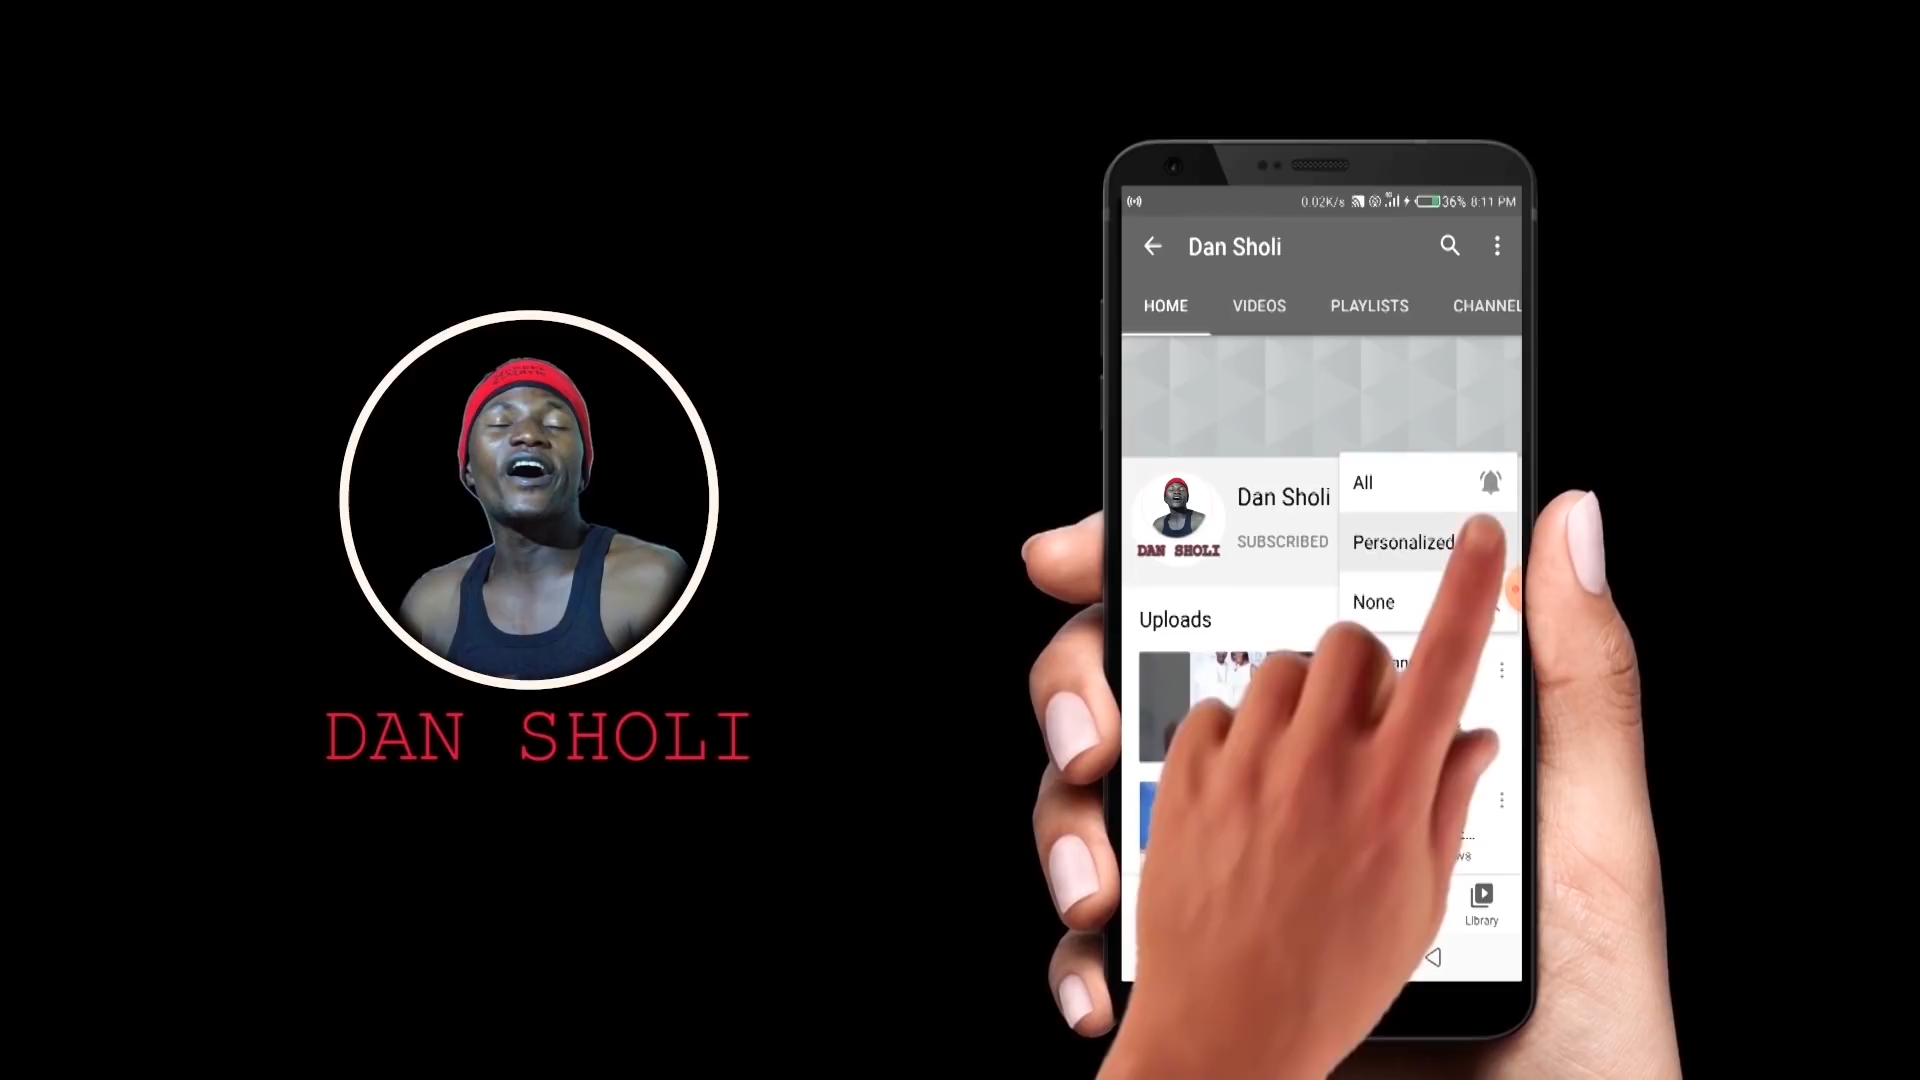 DAN SHOLI
0.02K/s 36% 8:11 PM
Dan Sholi
HOME VIDEOS PLAYLISTS CHANNEL
All
Dan Sholi
SUBSCRIBED
Personalized
DAN SHOLI
None
Uploads
Library